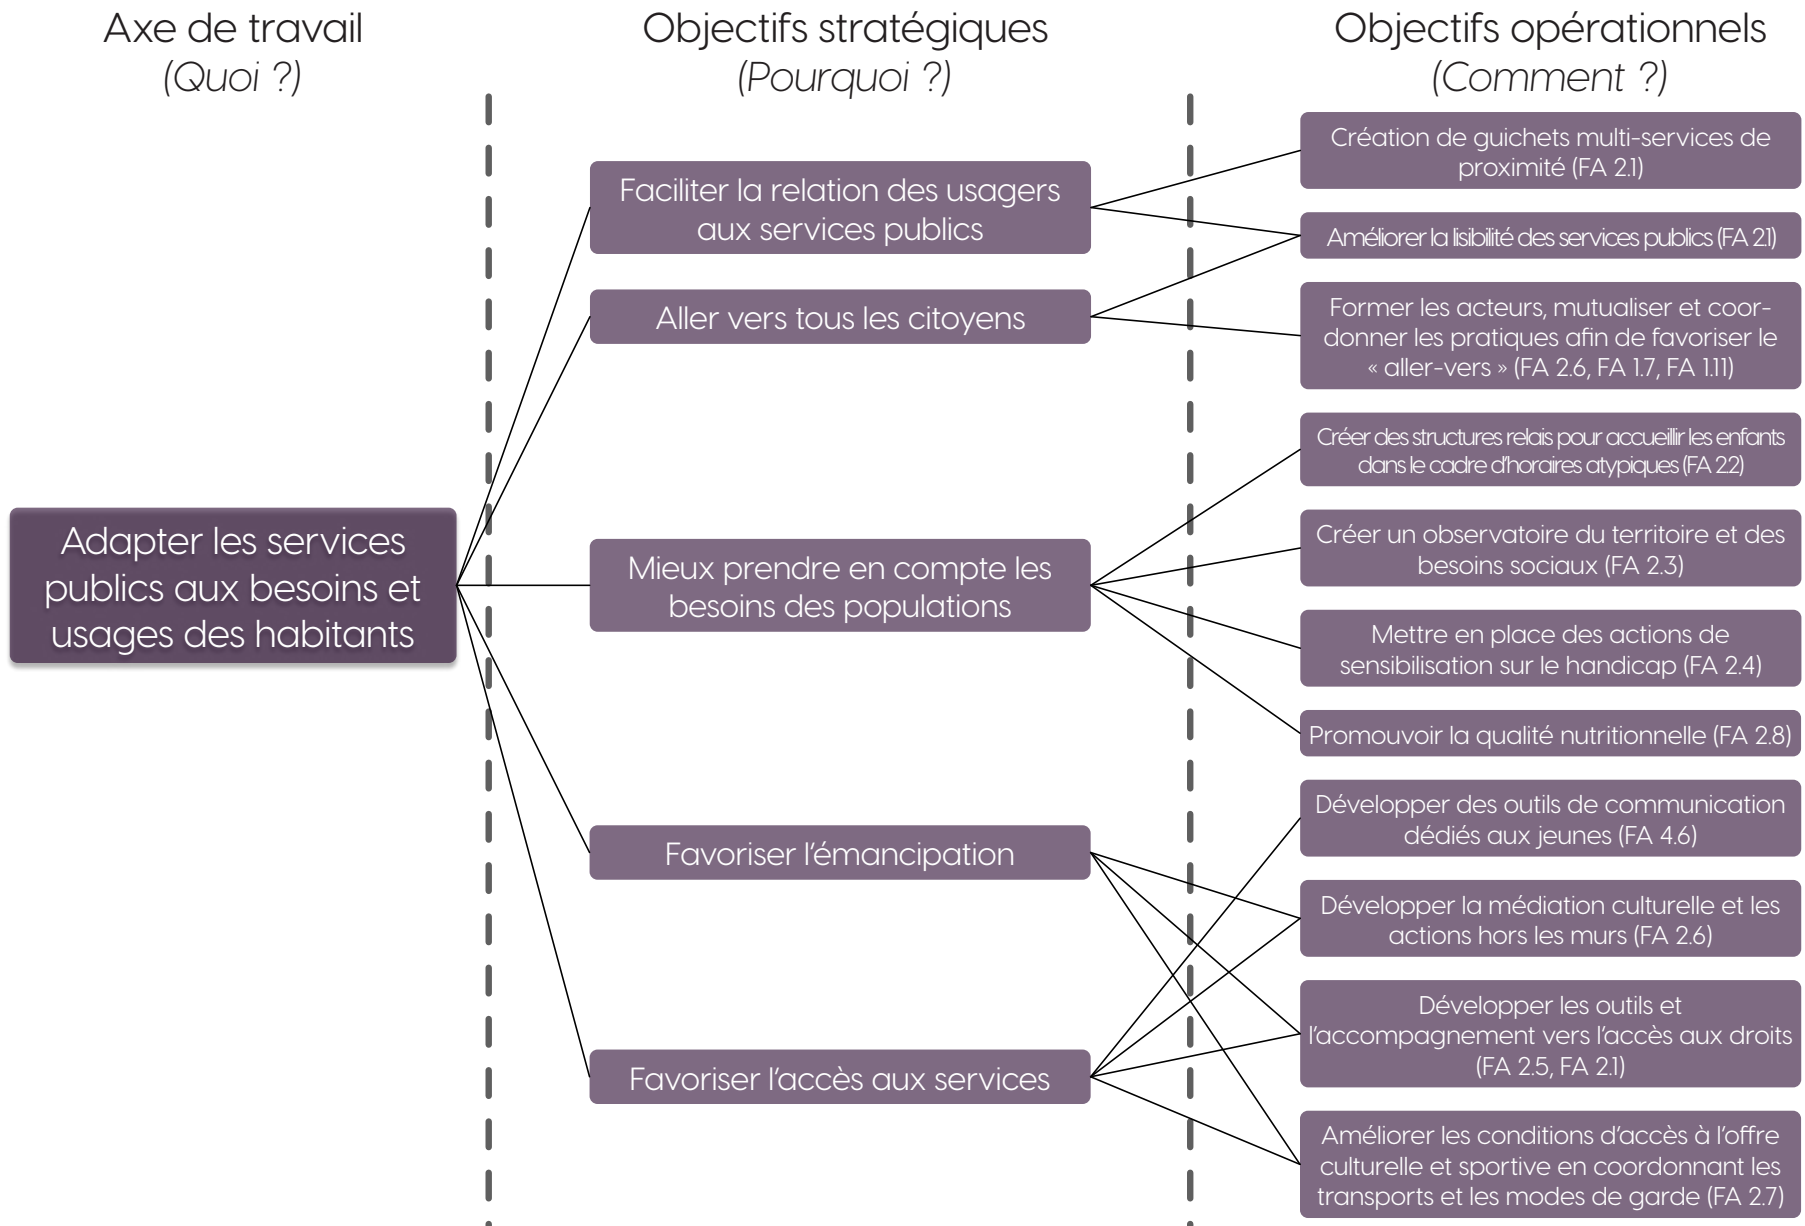 Axe de travail
(Quoi ?)
Objectifs stratégiques
(Pourquoi ?)
Objectifs opérationnels
(Comment ?)
Adapter les services
publics aux besoins et
usages des habitants
Faciliter la relation des usagers
aux services publics
Aller vers tous les citoyens
Mieux prendre en compte les
besoins des populations
Favoriser l'émancipation
Favoriser l'accès aux services
Création de guichets multi-services de
proximité (FA 2.1)
Améliorer la lisibilité des services publics (FA 2.1)
Former les acteurs, mutualiser et coor-
donner les pratiques afin de favoriser le
« aller-vers » (FA 2.6, FA 1.7, FA 1.11)
Créer des structures relais pour accueillir les enfants
dans le cadre d'horaires atypiques (FA 2.2)
Créer un observatoire du territoire et des
besoins sociaux (FA 2.3)
Mettre en place des actions de
sensibilisation sur le handicap (FA 2.4)
Promouvoir la qualité nutritionnelle (FA 2.8)
Développer des outils de communication
dédiés aux jeunes (FA 4.6)
Développer la médiation culturelle et les
actions hors les murs (FA 2.6)
Développer les outils et
l'accompagnement vers l'accès aux droits
(FA 2.5, FA 2.1)
Améliorer les conditions d'accès à l'offre
culturelle et sportive en coordonnant les
transports et les modes de garde (FA 2.7)